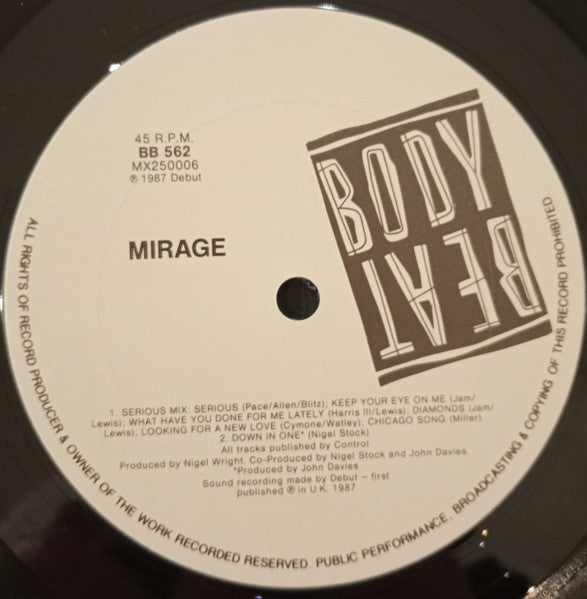 45 R.P.M.
BB 562
MX250006
℗ 1987 Debut
MIRAGE
BODY
BEAT
1. SERIOUS MIX: SERIOUS (Pace/Allen/Blitz); KEEP YOUR EYE ON ME (Jam/
Lewis); WHAT HAVE YOU DONE FOR ME LATELY (Harris III/Lewis); DIAMONDS (Jam/
Lewis); LOOKING FOR A NEW LOVE (Cymone/Watley); CHICAGO SONG (Miller)
2. DOWN IN ONE* (Nigel Stock)
All tracks published by Control
Produced by Nigel Wright. Co-Produced by Nigel Stock and John Davies.
*Produced by John Davies
Sound recording made by Debut – first
published ℗ in U.K. 1987
ALL RIGHTS OF RECORD PRODUCER & OWNER OF THE WORK RECORDED RESERVED. PUBLIC PERFORMANCE, BROADCASTING & COPYING OF THIS RECORD PROHIBITED.